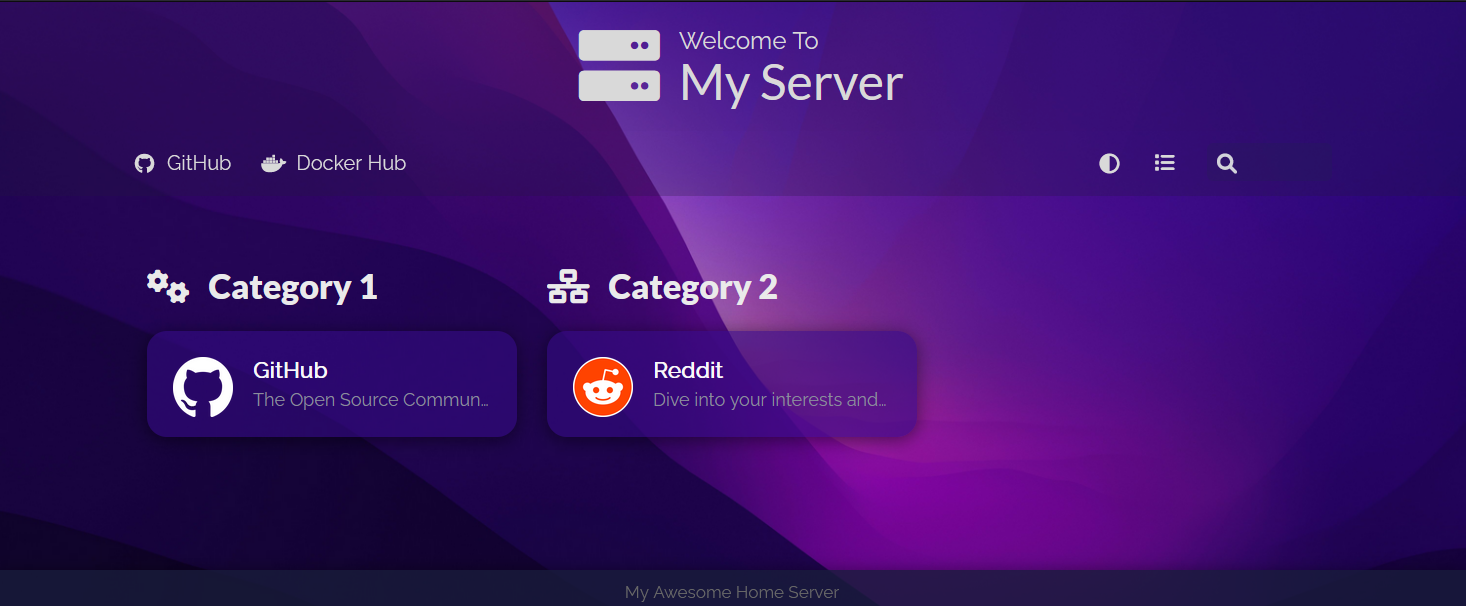 Welcome To
My Server
GitHub
Docker Hub
Category 1
Category 2
GitHub
The Open Source Commun...
Reddit
Dive into your interests and...
My Awesome Home Server